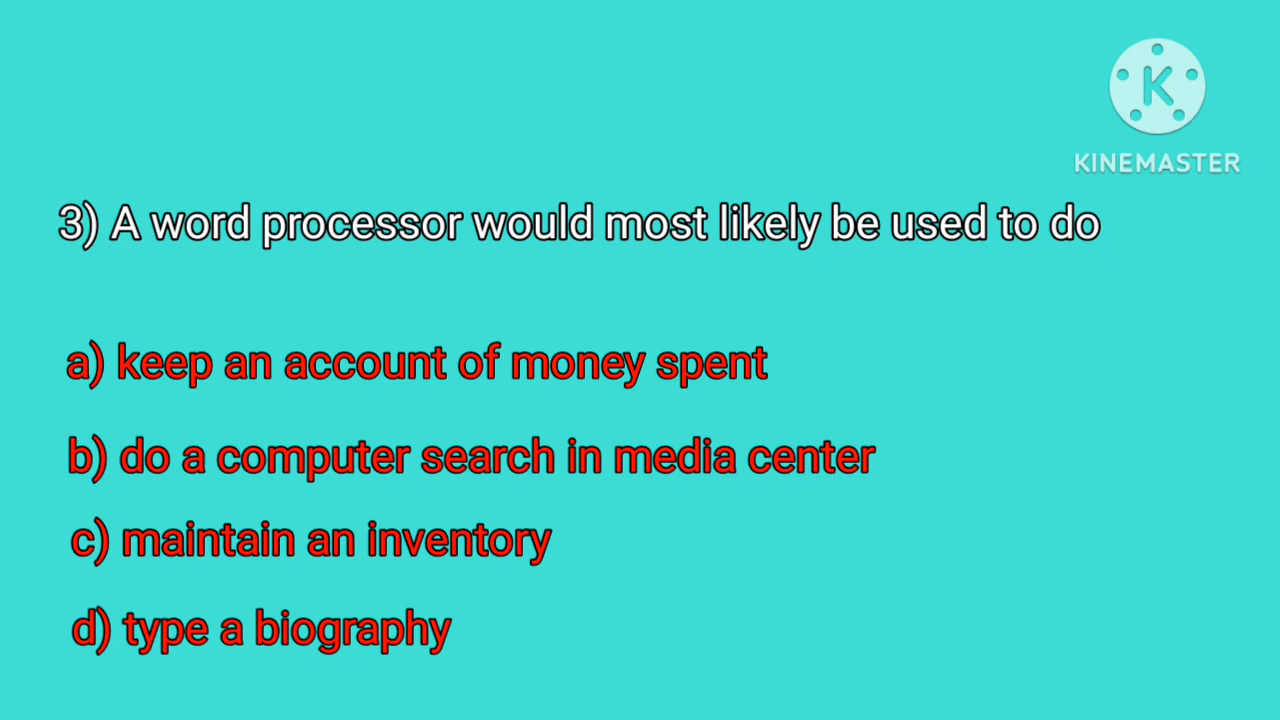 K
KINEMASTER
3) A word processor would most likely be used to do
a) keep an account of money spent
b) do a computer search in media center
c) maintain an inventory
d) type a biography